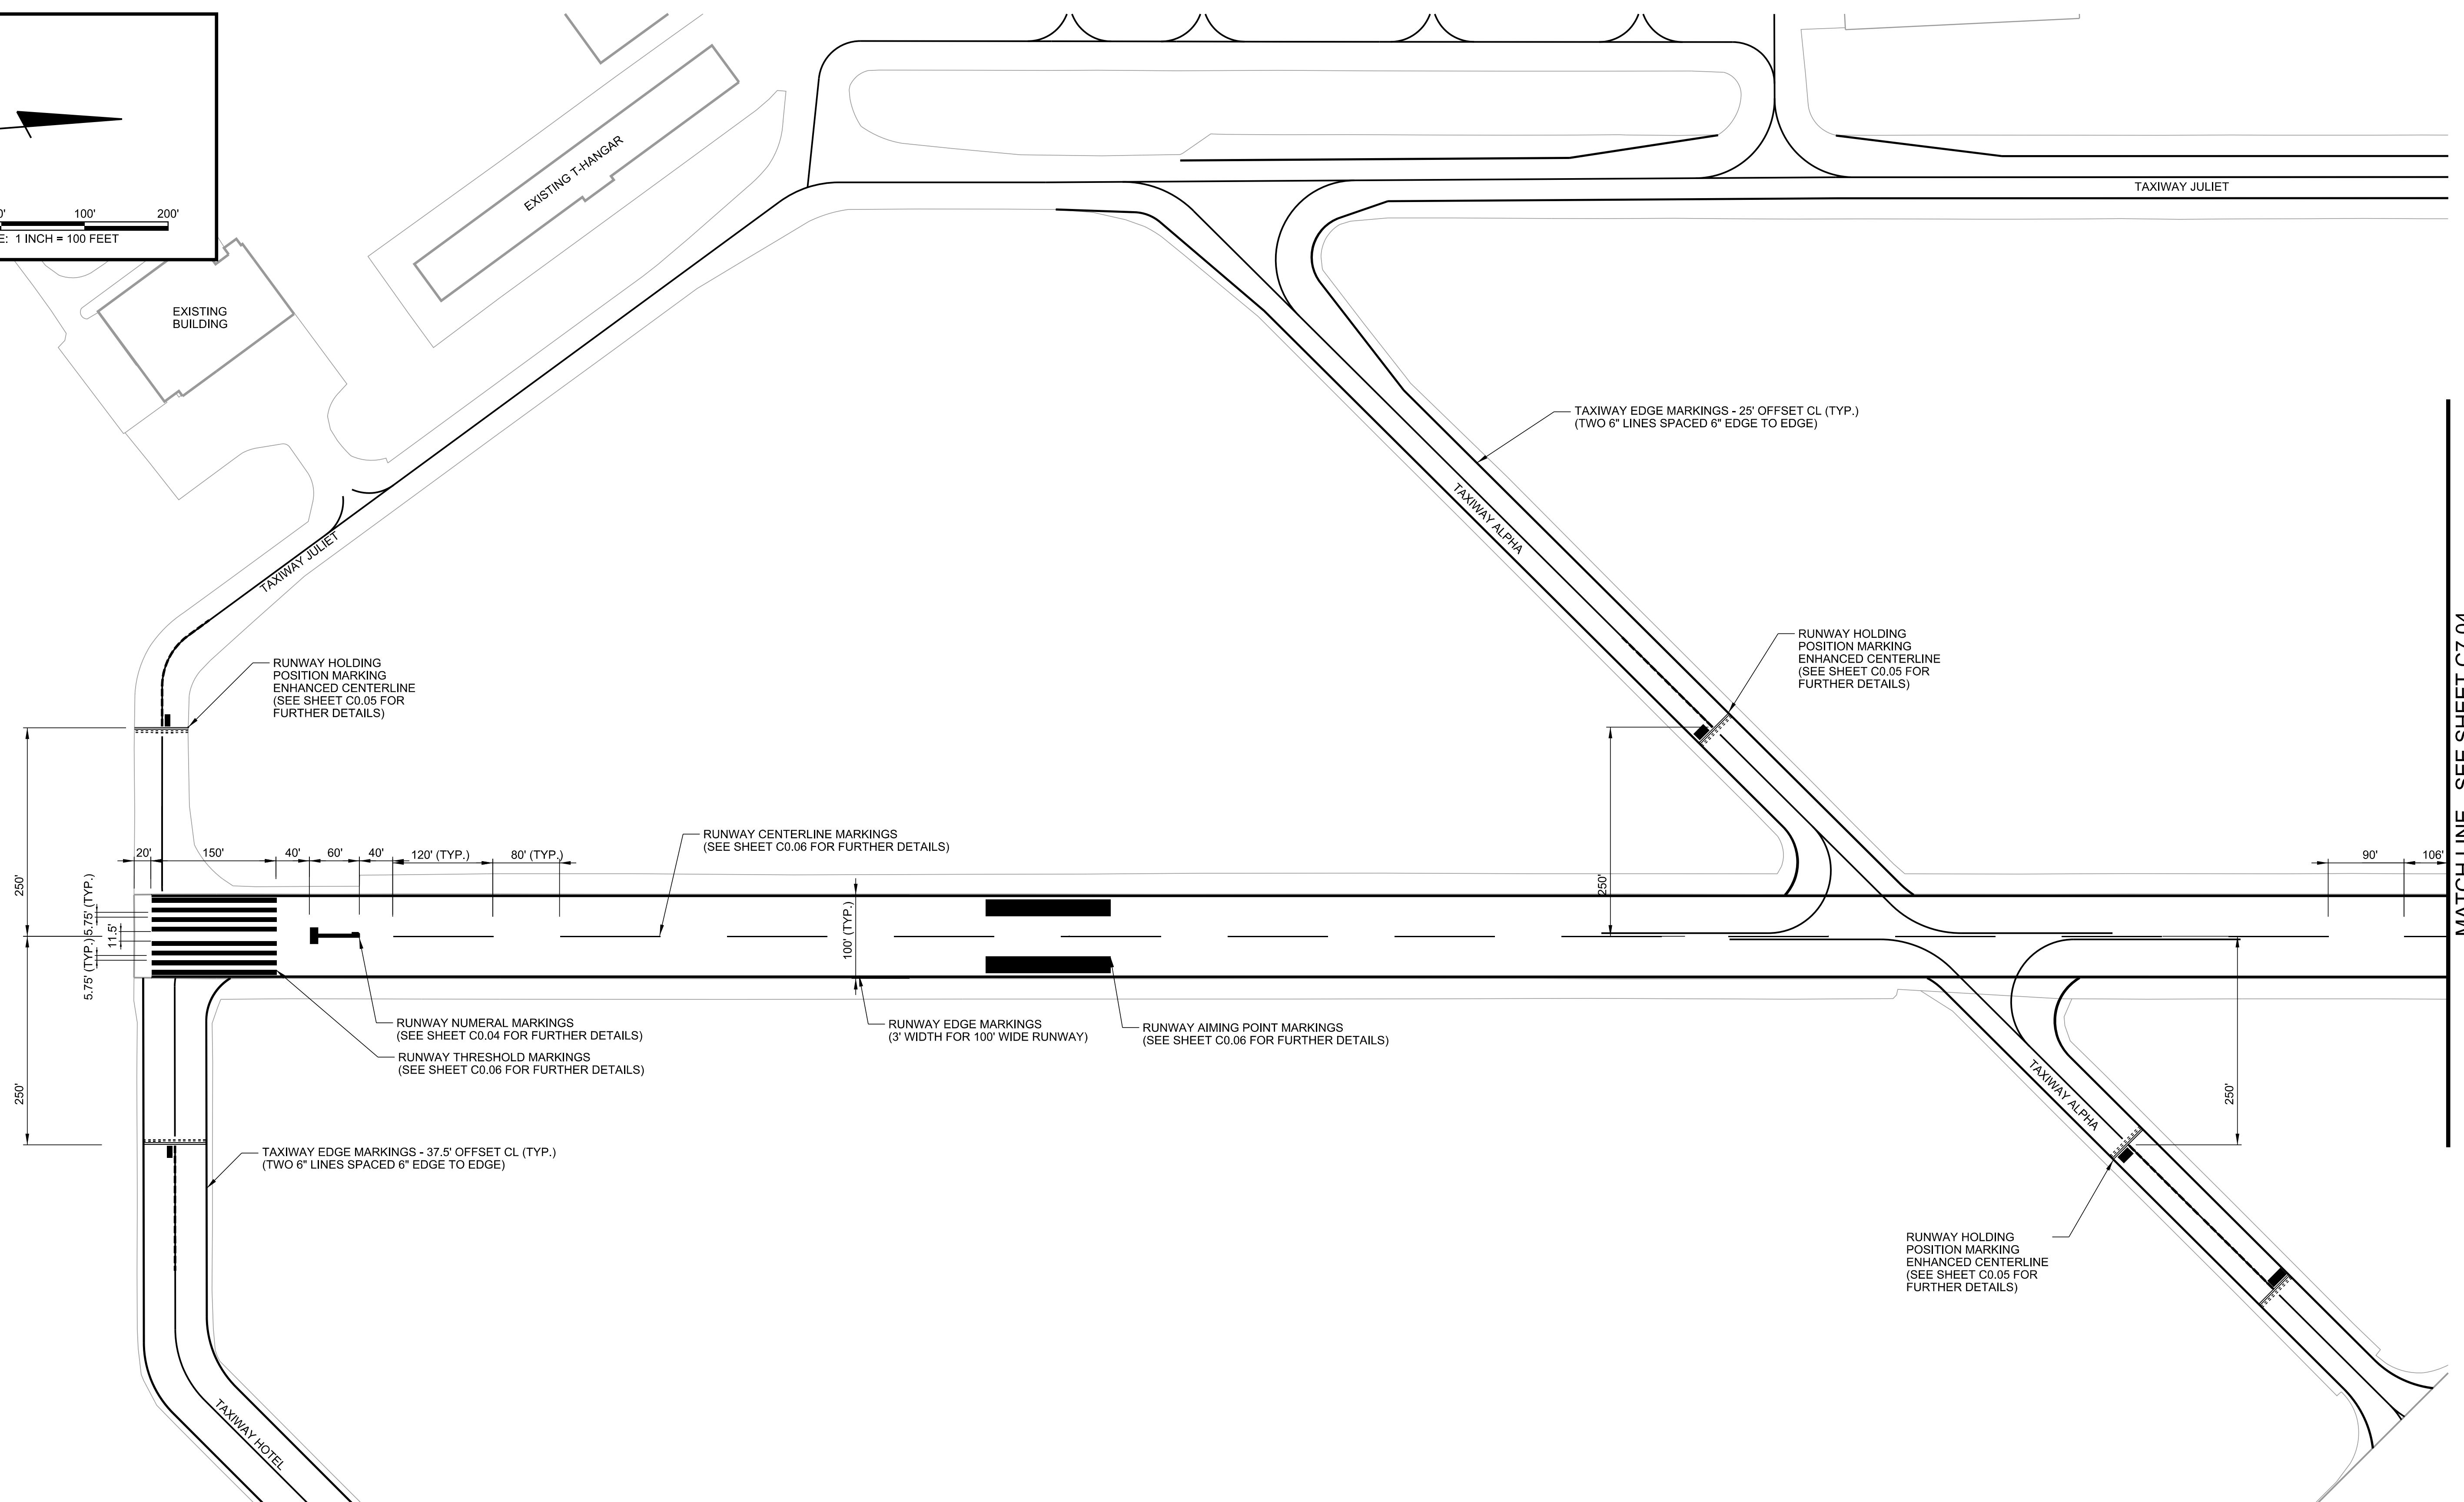 0'
100'
200'
E: 1 INCH = 100 FEET
EXISTING
BUILDING
EXISTING T-HANGAR
TAXIWAY JULIET
TAXIWAY JULIET
TAXIWAY EDGE MARKINGS - 25' OFFSET CL (TYP.)
(TWO 6" LINES SPACED 6" EDGE TO EDGE)
TAXIWAY ALPHA
RUNWAY HOLDING
POSITION MARKING
ENHANCED CENTERLINE
(SEE SHEET C0.05 FOR
FURTHER DETAILS)
RUNWAY HOLDING
POSITION MARKING
ENHANCED CENTERLINE
(SEE SHEET C0.05 FOR
FURTHER DETAILS)
MATCH LINE - SEE SHEET C7.04
RUNWAY CENTERLINE MARKINGS
(SEE SHEET C0.06 FOR FURTHER DETAILS)
20'
150'
40'
60'
40'
120' (TYP.)
80' (TYP.)
90'
106'
250'
250'
5.75' (TYP.)
11.5'
5.75' (TYP.)
100' (TYP.)
250'
250'
RUNWAY NUMERAL MARKINGS
(SEE SHEET C0.04 FOR FURTHER DETAILS)
RUNWAY THRESHOLD MARKINGS
(SEE SHEET C0.06 FOR FURTHER DETAILS)
RUNWAY EDGE MARKINGS
(3' WIDTH FOR 100' WIDE RUNWAY)
RUNWAY AIMING POINT MARKINGS
(SEE SHEET C0.06 FOR FURTHER DETAILS)
TAXIWAY ALPHA
TAXIWAY EDGE MARKINGS - 37.5' OFFSET CL (TYP.)
(TWO 6" LINES SPACED 6" EDGE TO EDGE)
RUNWAY HOLDING
POSITION MARKING
ENHANCED CENTERLINE
(SEE SHEET C0.05 FOR
FURTHER DETAILS)
TAXIWAY HOTEL